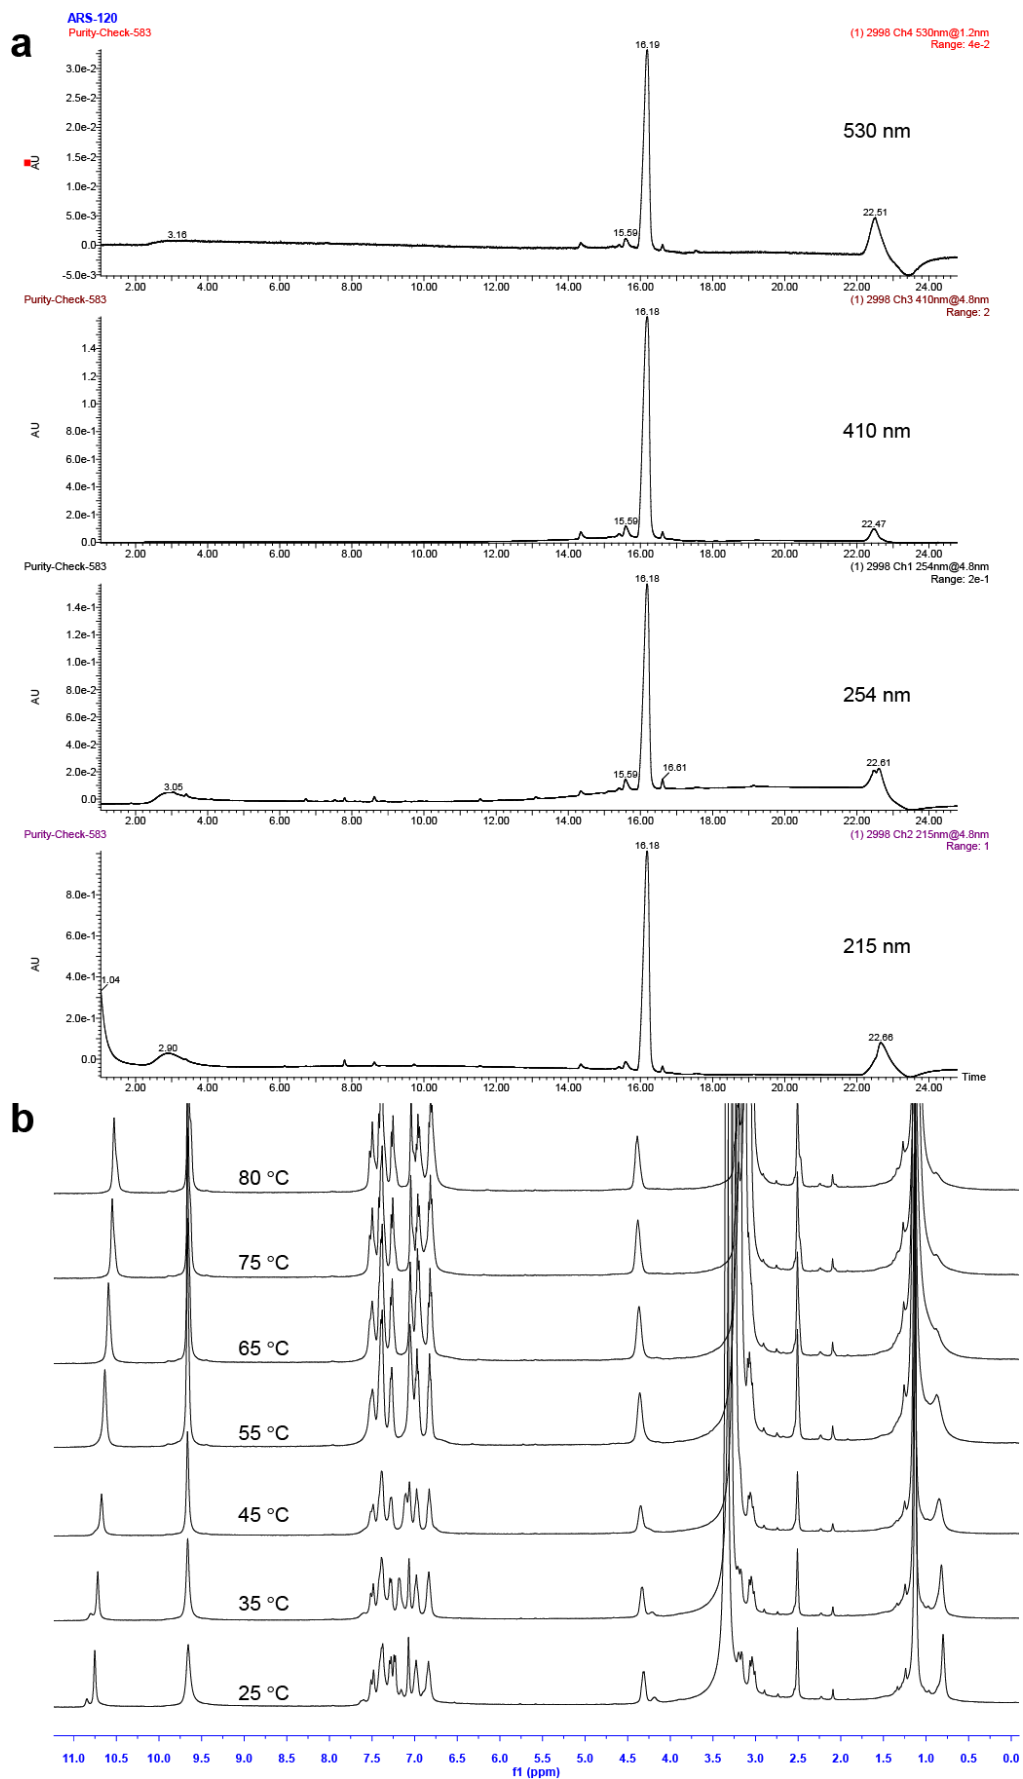 ARS-120
a
Purity-Check-583
(1) 2998 Ch4 530nm@1.2nm
Range: 4e-2
16.19
3.0e-2
2.5e-2
530 nm
2.0e-2
AU
1.5e-2
1.0e-2
5.0e-3
22.51
3.16
15.59
0.0
-5.0e-3
2.00 4.00 6.00 8.00 10.00 12.00 14.00 16.00 18.00 20.00 22.00 24.00
Purity-Check-583
(1) 2998 Ch3 410nm@4.8nm
Range: 2
16.18
1.4
1.2
1.0
AU
410 nm
8.0e-1
6.0e-1
4.0e-1
2.0e-1
15.59
22.47
0.0
2.00 4.00 6.00 8.00 10.00 12.00 14.00 16.00 18.00 20.00 22.00 24.00
Purity-Check-583
(1) 2998 Ch1 254nm@4.8nm
Range: 2e-1
16.18
1.4e-1
1.2e-1
1.0e-1
AU
254 nm
8.0e-2
6.0e-2
4.0e-2
2.0e-2
3.05
15.59
16.61
22.61
0.0
2.00 4.00 6.00 8.00 10.00 12.00 14.00 16.00 18.00 20.00 22.00 24.00
Purity-Check-583
(1) 2998 Ch2 215nm@4.8nm
Range: 1
16.18
8.0e-1
6.0e-1
215 nm
AU
4.0e-1
1.04
2.0e-1
2.90
22.66
0.0
Time
2.00 4.00 6.00 8.00 10.00 12.00 14.00 16.00 18.00 20.00 22.00 24.00
b
80 °C
75 °C
65 °C
55 °C
45 °C
35 °C
25 °C
11.0 10.5 10.0 9.5 9.0 8.5 8.0 7.5 7.0 6.5 6.0 5.5 5.0 4.5 4.0 3.5 3.0 2.5 2.0 1.5 1.0 0.5 0.0
f1 (ppm)